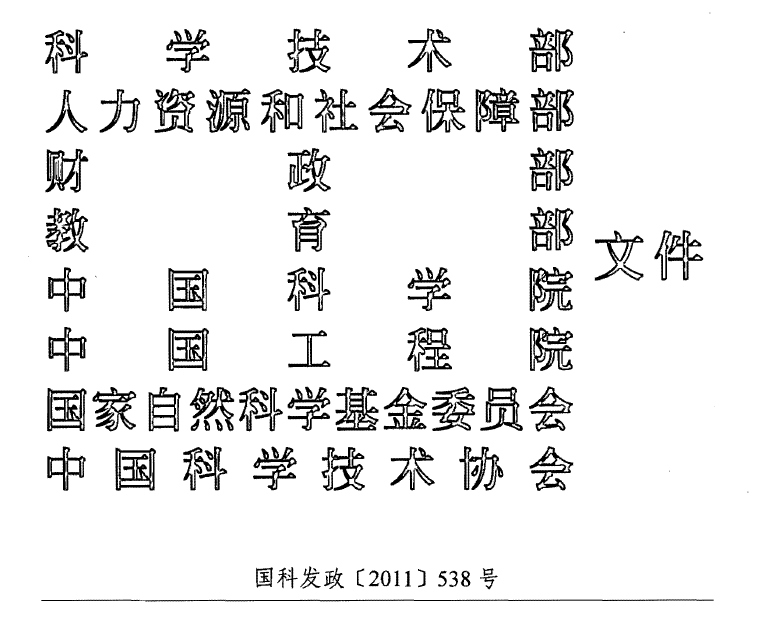 科学技术部
人力资源和社会保障部
财政部
教育部
文件
中国科学院
中国工程院
国家自然科学基金委员会
中国科学技术协会
国科发政〔2011〕538号